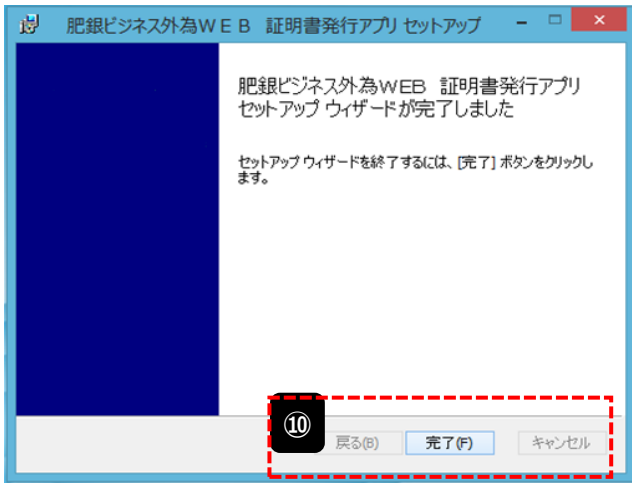 肥銀ビジネス外為ＷＥＢ　証明書発行アプリ セットアップ
肥銀ビジネス外為ＷＥＢ　証明書発行アプリ
セットアップ ウィザードが完了しました
セットアップ ウィザードを終了するには、[完了] ボタンをクリックし
ます。
⑩
戻る(B) 完了(F) キャンセル